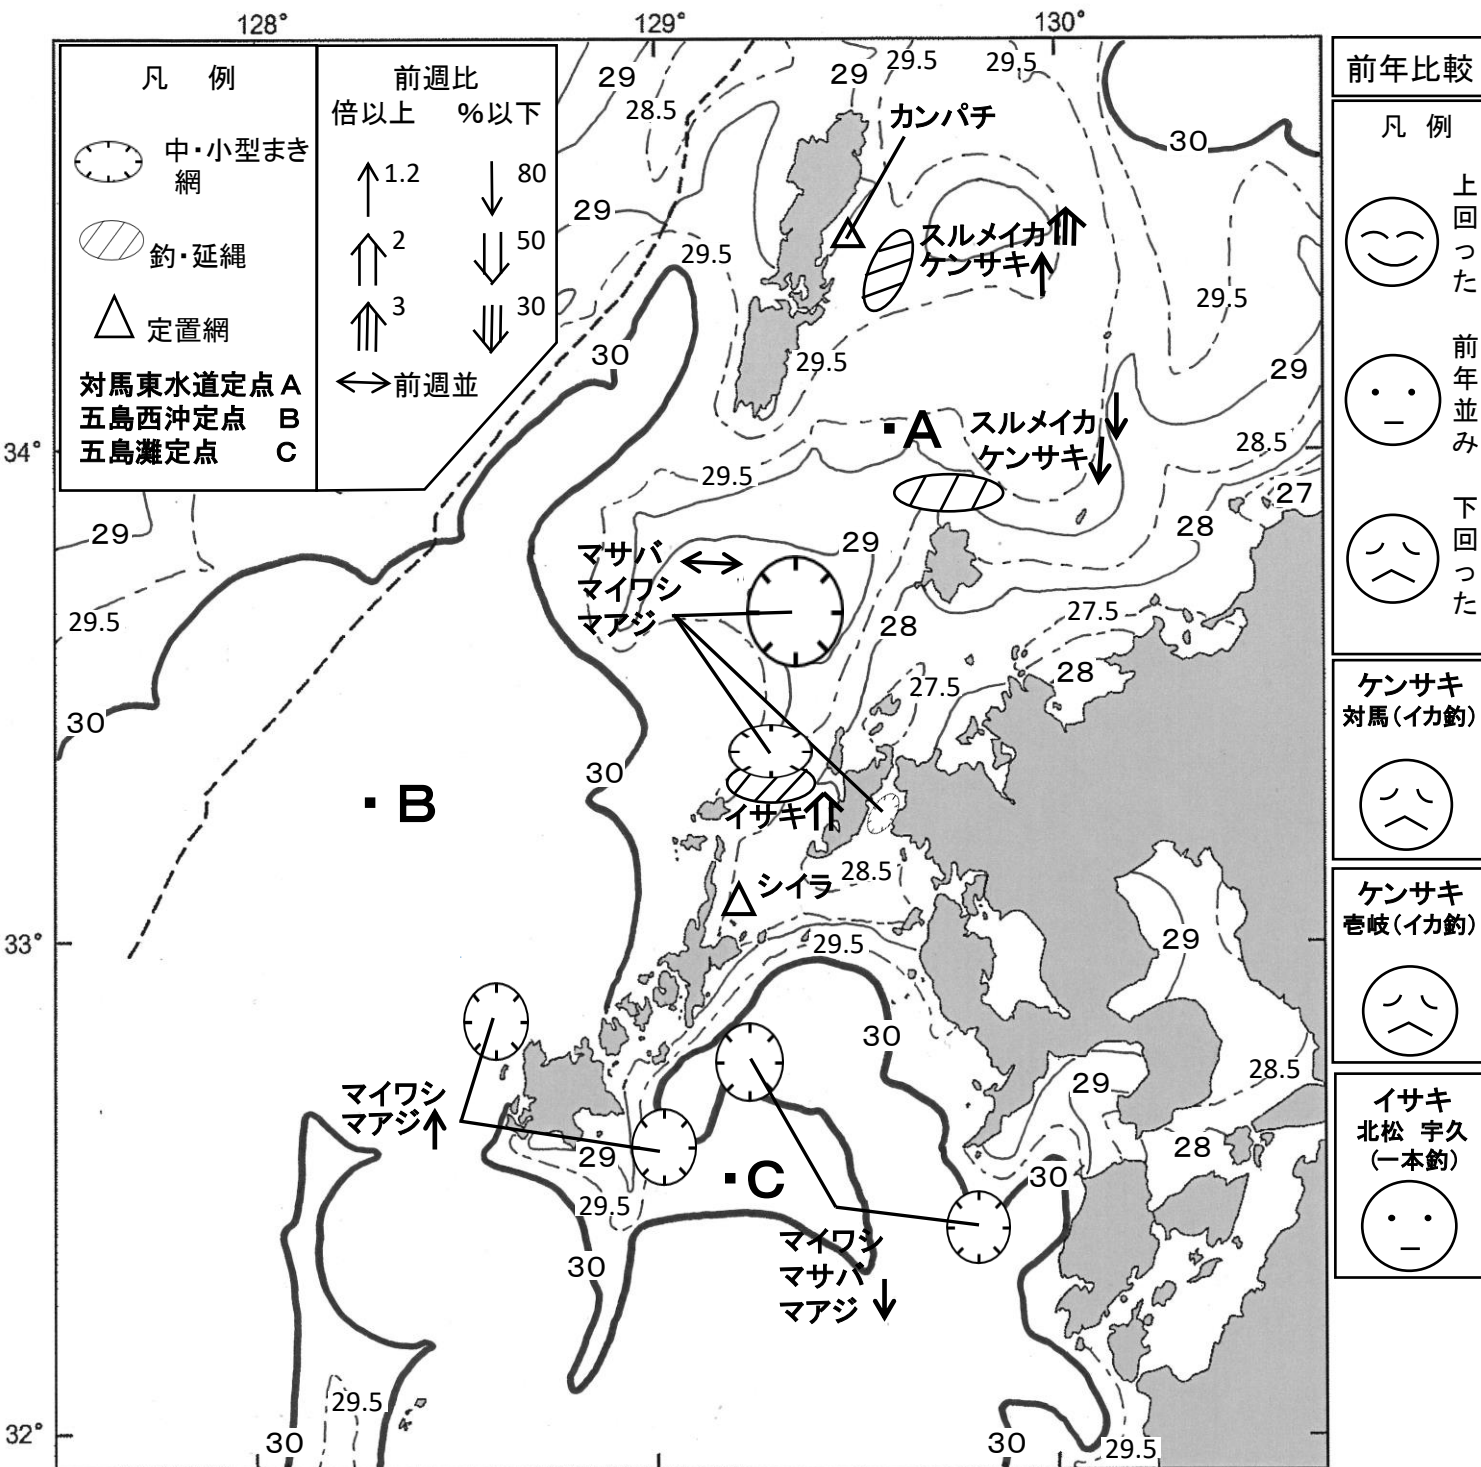 128°
129°
130°
凡 例
中・小型まき
網
釣・延縄
定置網
対馬東水道定点 A
五島西沖定点 B
五島灘定点 C
前週比
倍以上 %以下
1.2 80
2 50
3 30
前週並
29
28.5
29
29.5
29.5
カンパチ
30
29
29.5
スルメイカ
ケンサキ
29.5
30
29.5
29
34°
A
スルメイカ
ケンサキ
28.5
29.5
27
28
29
マサバ
マイワシ
マアジ
29
29.5
28
27.5
27.5
28
30
30
B
イサキ
28.5
シイラ
33°
29.5
29
30
マイワシ
マアジ
29
28.5
28
29
30
29.5
C
30
マイワシ
マサバ
マアジ
29.5
32°
30
30
29.5
前年比較
凡 例
上回った
前年並み
下回った
ケンサキ
対馬(イカ釣)
ケンサキ
壱岐(イカ釣)
イサキ
北松 宇久
(一本釣)